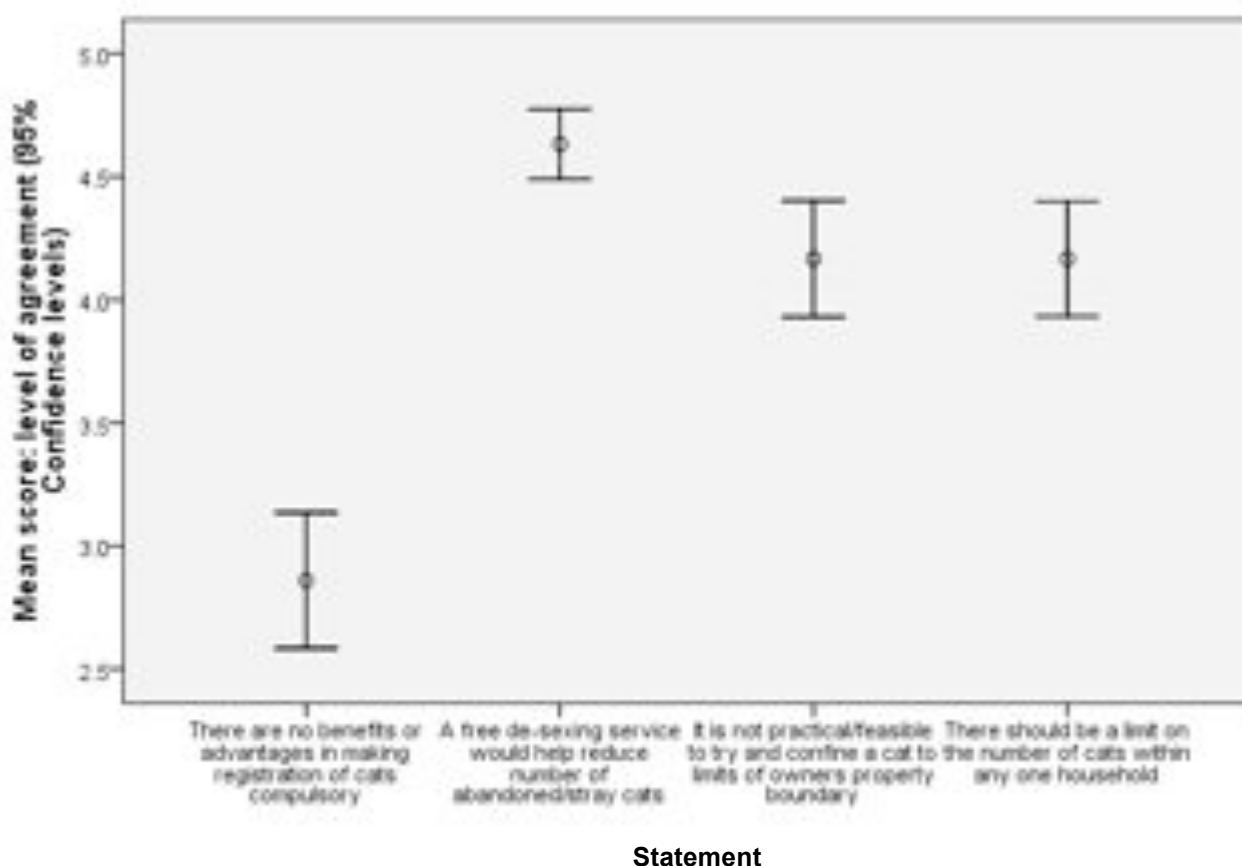 Mean score: level of agreement (95%
Confidence levels)
5.0
4.5
4.0
3.5
3.0
2.5
There are no benefits or
advantages in making
registration of cats
compulsory
A free de-sexing service
would help reduce
number of
abandoned/stray cats
It is not practical/feasible
to try and confine a cat to
limits of owners property
boundary
There should be a limit on
the number of cats within
any one household
Statement